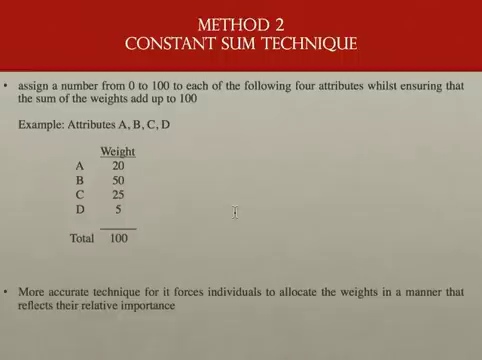 METHOD 2
CONSTANT SUM TECHNIQUE
• assign a number from 0 to 100 to each of the following four attributes whilst ensuring that
the sum of the weights add up to 100
Example: Attributes A, B, C, D
Weight
A 20
B 50
C 25
D 5
Total 100
• More accurate technique for it forces individuals to allocate the weights in a manner that
reflects their relative importance